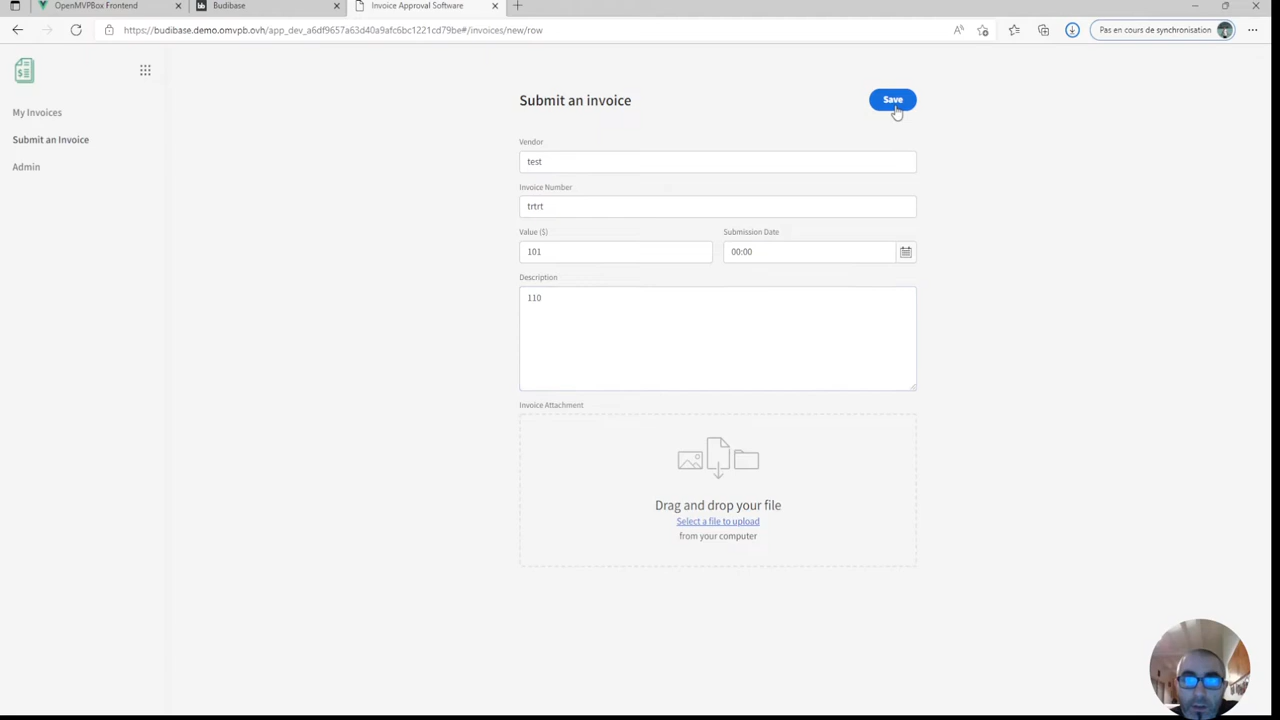 OpenMVPBox Frontend
bb Budibase
Invoice Approval Software
https://budibase.demo.omvpb.ovh/app_dev_a6df9657a63d40a9afc6bc1221cd79be#/invoices/new/row
Pas en cours de synchronisation
My Invoices
Submit an Invoice
Admin
Submit an invoice
Save
Vendor
test
Invoice Number
trtrt
Value ($)
Submission Date
101
00:00
Description
110
Invoice Attachment
Drag and drop your file
Select a file to upload
from your computer